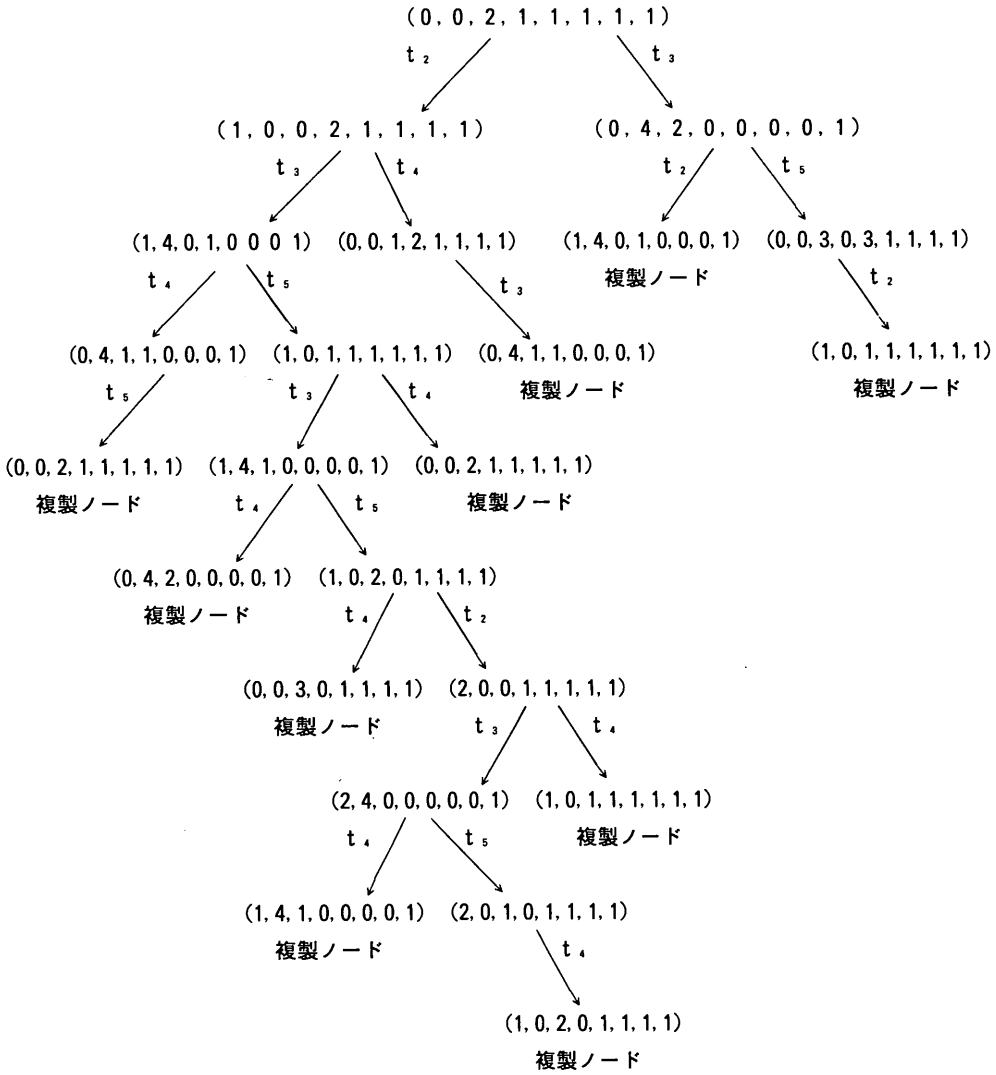 (0, 0, 2, 1, 1, 1, 1, 1)
t₂ t₃
(1, 0, 0, 2, 1, 1, 1, 1) (0, 4, 2, 0, 0, 0, 0, 1)
t₃ t₄ t₂ t₅
(1, 4, 0, 1, 0 0 0 1) (0, 0, 1, 2, 1, 1, 1, 1) (1, 4, 0, 1, 0, 0, 0, 1) (0, 0, 3, 0, 3, 1, 1, 1, 1)
複製ノード
t₄ t₅ t₃ t₂
(0, 4, 1, 1, 0, 0, 0, 1) (1, 0, 1, 1, 1, 1, 1, 1) (0, 4, 1, 1, 0, 0, 0, 1) (1, 0, 1, 1, 1, 1, 1, 1)
複製ノード 複製ノード
t₅ t₃ t₄
(0, 0, 2, 1, 1, 1, 1, 1) (1, 4, 1, 0, 0, 0, 0, 1) (0, 0, 2, 1, 1, 1, 1, 1)
複製ノード 複製ノード
t₄ t₅
(0, 4, 2, 0, 0, 0, 0, 1) (1, 0, 2, 0, 1, 1, 1, 1)
複製ノード
t₄ t₂
(0, 0, 3, 0, 1, 1, 1, 1) (2, 0, 0, 1, 1, 1, 1, 1)
複製ノード
t₃ t₄
(2, 4, 0, 0, 0, 0, 0, 1) (1, 0, 1, 1, 1, 1, 1, 1)
複製ノード
t₄ t₅
(1, 4, 1, 0, 0, 0, 0, 1) (2, 0, 1, 0, 1, 1, 1, 1)
複製ノード
t₄
(1, 0, 2, 0, 1, 1, 1, 1)
複製ノード